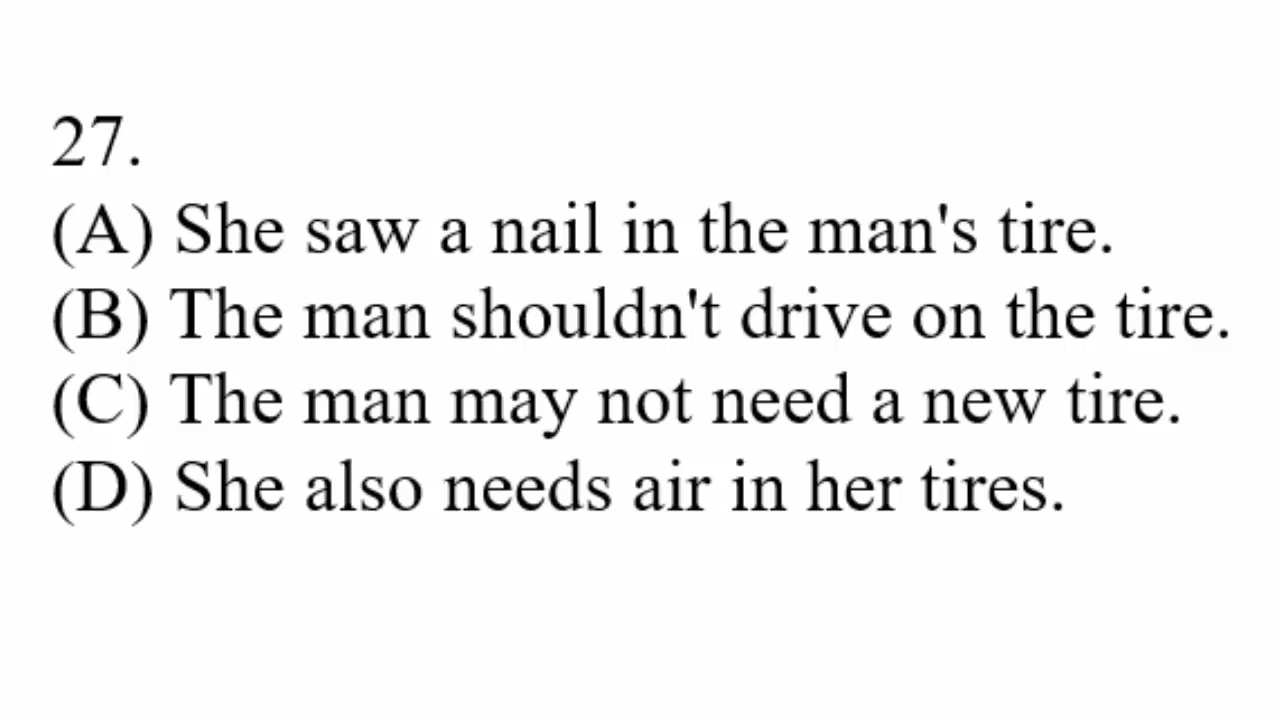 27.
(A) She saw a nail in the man's tire.
(B) The man shouldn't drive on the tire.
(C) The man may not need a new tire.
(D) She also needs air in her tires.